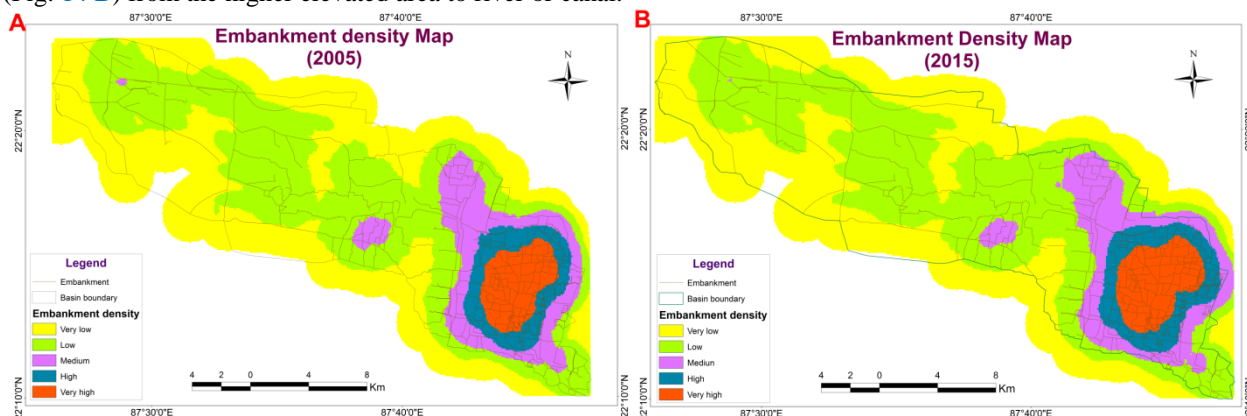 (Fig. 14 B) from the higher elevated area to river or canal.
A
87°30'0"E
87°40'0"E
Embankment density Map
(2005)
N
22°20'0"N
22°10'0"N
Legend
Embankment
Basin boundary
Embankment density
Very low
Low
Medium
High
Very high
4 2 0 4 8
Km
87°30'0"E
87°40'0"E
B
87°30'0"E
87°40'0"E
Embankment Density Map
(2015)
N
22°20'0"N
22°10'0"N
Legend
Embankment
Basin boundary
Embankment density
Very low
Low
Mediun
High
Very high
4 2 0 4 8
Km
87°30'0"E
87°40'0"E